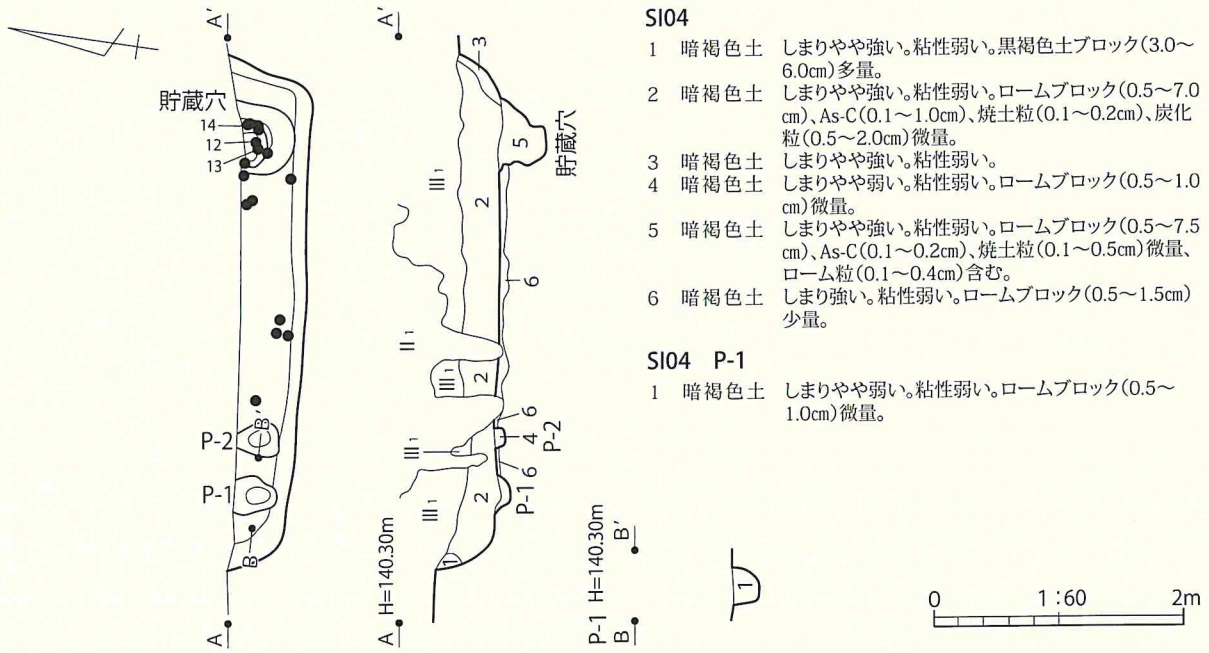 A'
貯蔵穴
14
12
13
P-2
B'
P-1
B
A
A'
3
5
貯蔵穴
III1
2
6
II1
III1
2
6
4
P-2
III1
6
2
P-1
III1
1
A H=140.30m
P-1 H=140.30m
B B'
1
SI04
1 暗褐色土 しまりやや強い。粘性弱い。黒褐色土ブロック(3.0～
6.0cm)多量。
2 暗褐色土 しまりやや強い。粘性弱い。ロームブロック(0.5～7.0
cm)、As-C(0.1～1.0cm)、焼土粒(0.1～0.2cm)、炭化
粒(0.5～2.0cm)微量。
3 暗褐色土 しまりやや強い。粘性弱い。
4 暗褐色土 しまりやや弱い。粘性弱い。ロームブロック(0.5～1.0
cm)微量。
5 暗褐色土 しまりやや強い。粘性弱い。ロームブロック(0.5～7.5
cm)、As-C(0.1～0.2cm)、焼土粒(0.1～0.5cm)微量、
ローム粒(0.1～0.4cm)含む。
6 暗褐色土 しまり強い。粘性弱い。ロームブロック(0.5～1.5cm)
少量。
SI04 P-1
1 暗褐色土 しまりやや弱い。粘性弱い。ロームブロック(0.5～
1.0cm)微量。
0 1:60 2m